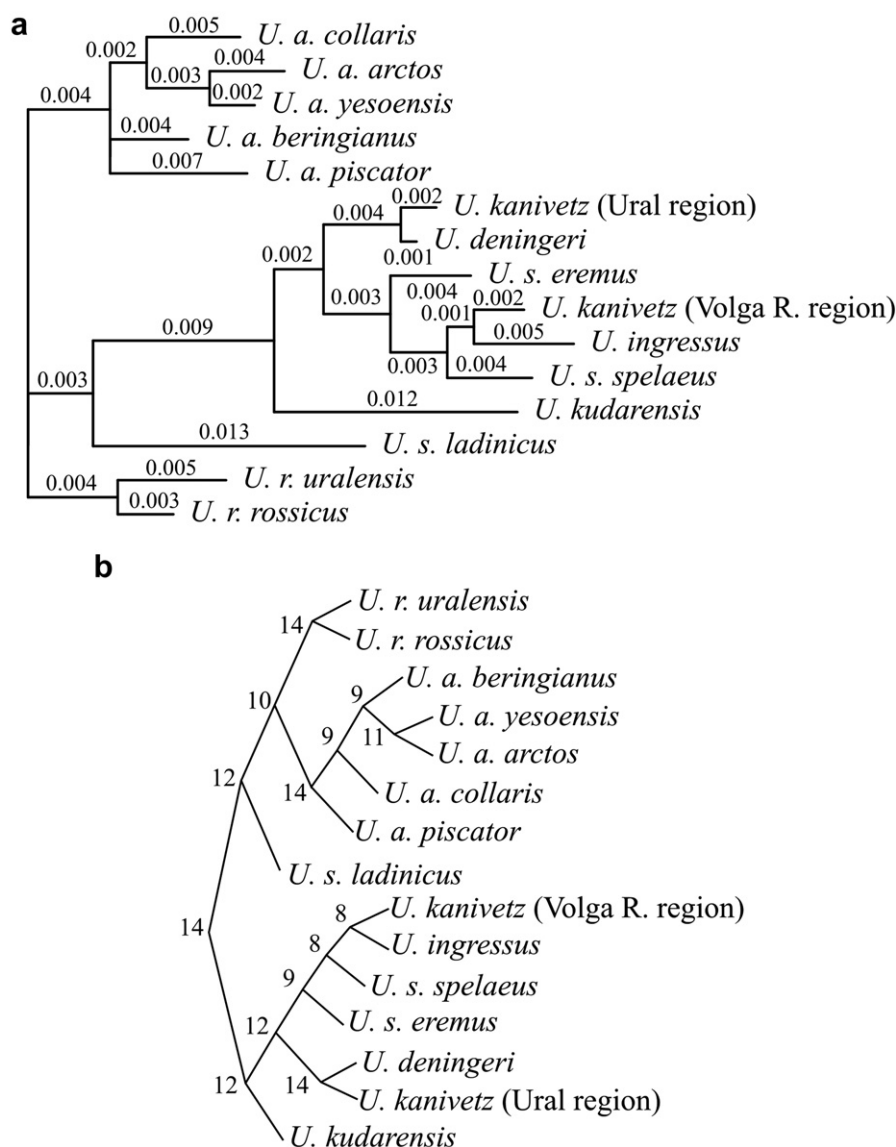 a
0.005
U. a. collaris
0.002
0.004
U. a. arctos
0.003
0.004
0.002
U. a. yesoensis
0.004
U. a. beringianus
0.007
U. a. piscator
0.002
U. kanivetz (Ural region)
0.004
U. deningeri
0.002
0.001
U. s. eremus
0.003
0.004
0.002
U. kanivetz (Volga R. region)
0.001
0.009
0.005
U. ingressus
0.003
0.004
U. s. spelaeus
0.003
0.012
U. kudarensis
0.013
U. s. ladinicus
0.005
U. r. uralensis
0.004
0.003
U. r. rossicus
b
U. r. uralensis
14
U. r. rossicus
U. a. beringianus
9
10
U. a. yesoensis
11
9
U. a. arctos
12
14
U. a. collaris
U. a. piscator
U. s. ladinicus
U. kanivetz (Volga R. region)
8
14
U. ingressus
8
U. s. spelaeus
9
U. s. eremus
12
U. deningeri
12
14
U. kanivetz (Ural region)
U. kudarensis